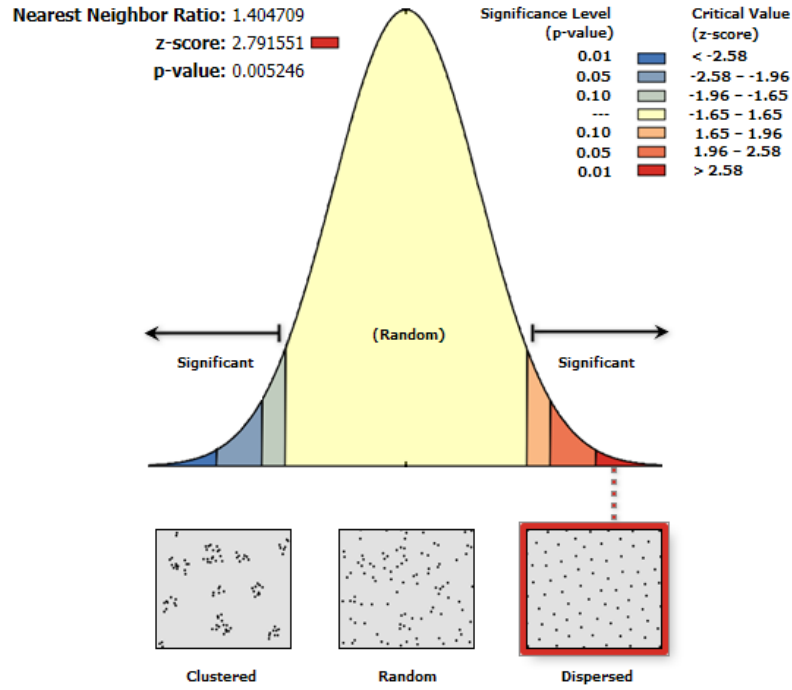 Nearest Neighbor Ratio: 1.404709
z-score: 2.791551
p-value: 0.005246
Significance Level
(p-value)
Critical Value
(z-score)
0.01 < -2.58
0.05 -2.58 – -1.96
0.10 -1.96 – -1.65
--- -1.65 – 1.65
0.10 1.65 – 1.96
0.05 1.96 – 2.58
0.01 > 2.58
(Random)
Significant
Significant
Clustered
Random
Dispersed